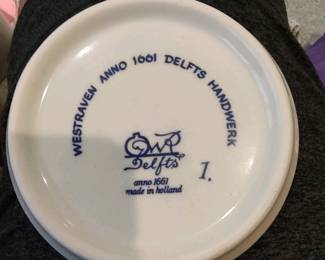 WESTRAVEN ANNO 1661 DELFTS HANDWERK
Delfts
anno 1661
made in holland
1.